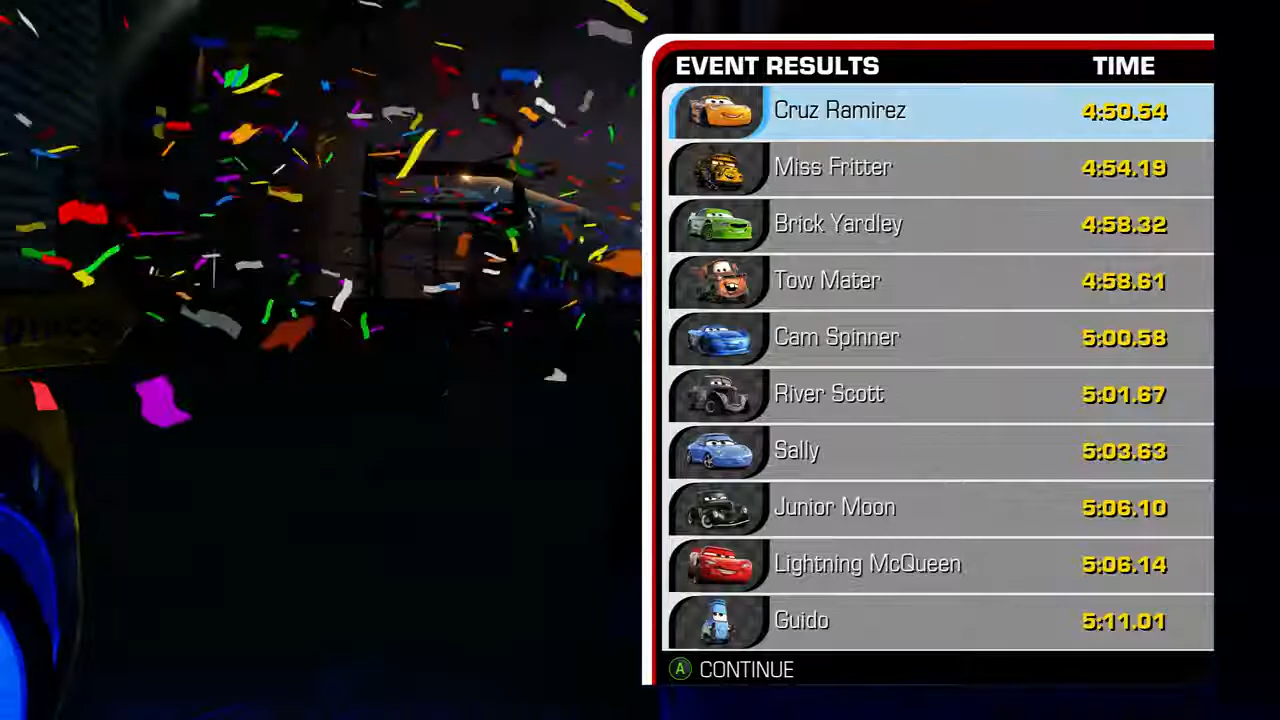 EVENT RESULTS TIME
Cruz Ramirez 4:50.54
Miss Fritter 4:54.19
Brick Yardley 4:58.32
Tow Mater 4:58.61
Cam Spinner 5:00.58
River Scott 5:01.67
Sally 5:03.63
Junior Moon 5:06.10
Lightning McQueen 5:06.14
Guido 5:11.01
A CONTINUE